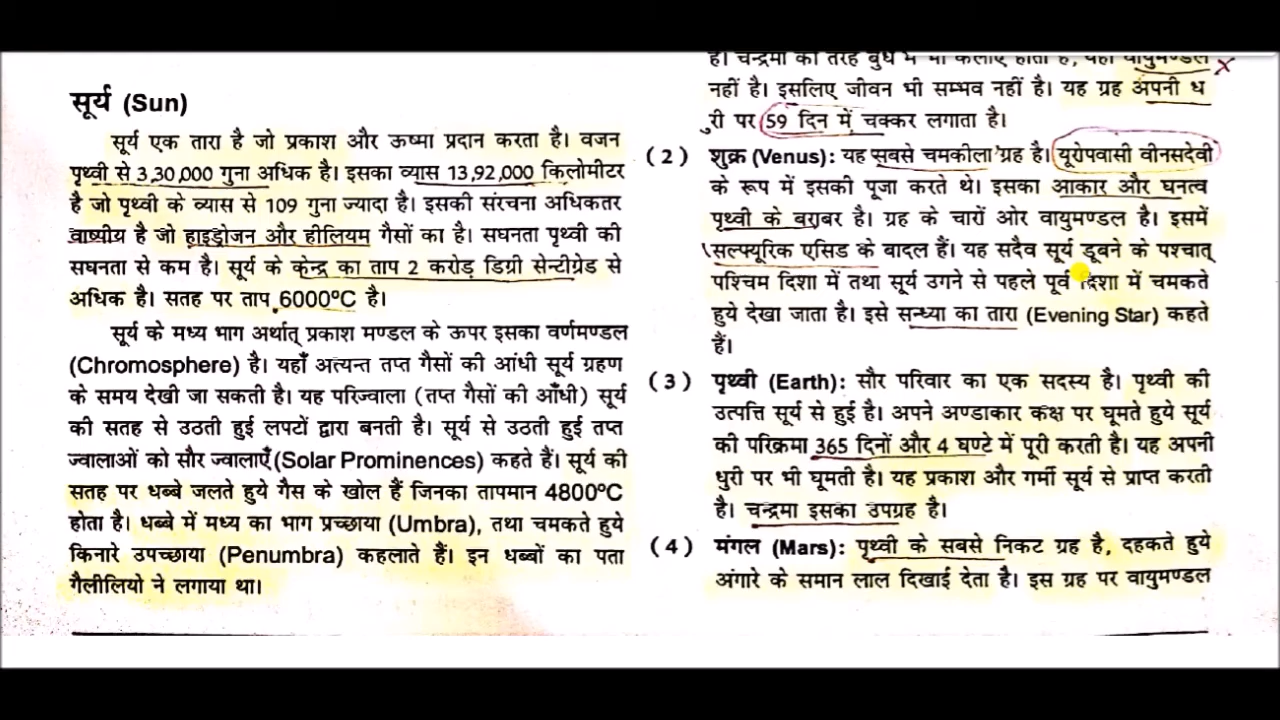 सूर्य (Sun)
सूर्य एक तारा है जो प्रकाश और ऊष्मा प्रदान करता है। वजन
पृथ्वी से 3,30,000 गुना अधिक है। इसका व्यास 13,92,000 किलोमीटर
है जो पृथ्वी के व्यास से 109 गुना ज्यादा है। इसकी संरचना अधिकतर
वाष्पीय है जो हाइड्रोजन और हीलियम गैसों का है। सघनता पृथ्वी की
सघनता से कम है। सूर्य के केन्द्र का ताप 2 करोड़ डिग्री सेन्टीग्रेड से
अधिक है। सतह पर ताप 6000°C है।
सूर्य के मध्य भाग अर्थात् प्रकाश मण्डल के ऊपर इसका वर्णमण्डल
(Chromosphere) है। यहाँ अत्यन्त तप्त गैसों की आंधी सूर्य ग्रहण
के समय देखी जा सकती है। यह परिज्वाला (तप्त गैसों की आँधी) सूर्य
की सतह से उठती हुई लपटों द्वारा बनती है। सूर्य से उठती हुई तप्त
ज्वालाओं को सौर ज्वालाएँ (Solar Prominences) कहते हैं। सूर्य की
सतह पर धब्बे जलते हुये गैस के खोल हैं जिनका तापमान 4800°C
होता है। धब्बे में मध्य का भाग प्रच्छाया (Umbra), तथा चमकते हुये
किनारे उपच्छाया (Penumbra) कहलाते हैं। इन धब्बों का पता
गैलीलियो ने लगाया था।
है। चन्द्रमा की तरह बुध में भी कलाएं होती हैं, यहाँ वायुमण्डल x
नहीं है। इसलिए जीवन भी सम्भव नहीं है। यह ग्रह अपनी ध
ुरी पर 59 दिन में चक्कर लगाता है।
(2) शुक्र (Venus): यह सबसे चमकीला ग्रह है। यूरोपवासी वीनसदेवी
के रूप में इसकी पूजा करते थे। इसका आकार और घनत्व
पृथ्वी के बराबर है। ग्रह के चारों ओर वायुमण्डल है। इसमें
सल्फ्यूरिक एसिड के बादल हैं। यह सदैव सूर्य डूबने के पश्चात्
पश्चिम दिशा में तथा सूर्य उगने से पहले पूर्व दिशा में चमकते
हुये देखा जाता है। इसे सन्ध्या का तारा (Evening Star) कहते
हैं।
(3) पृथ्वी (Earth): सौर परिवार का एक सदस्य है। पृथ्वी की
उत्पत्ति सूर्य से हुई है। अपने अण्डाकार कक्ष पर घूमते हुये सूर्य
की परिक्रमा 365 दिनों और 4 घण्टे में पूरी करती है। यह अपनी
धुरी पर भी घूमती है। यह प्रकाश और गर्मी सूर्य से प्राप्त करती
है। चन्द्रमा इसका उपग्रह है।
(4) मंगल (Mars): पृथ्वी के सबसे निकट ग्रह है, दहकते हुये
अंगारे के समान लाल दिखाई देता है। इस ग्रह पर वायुमण्डल